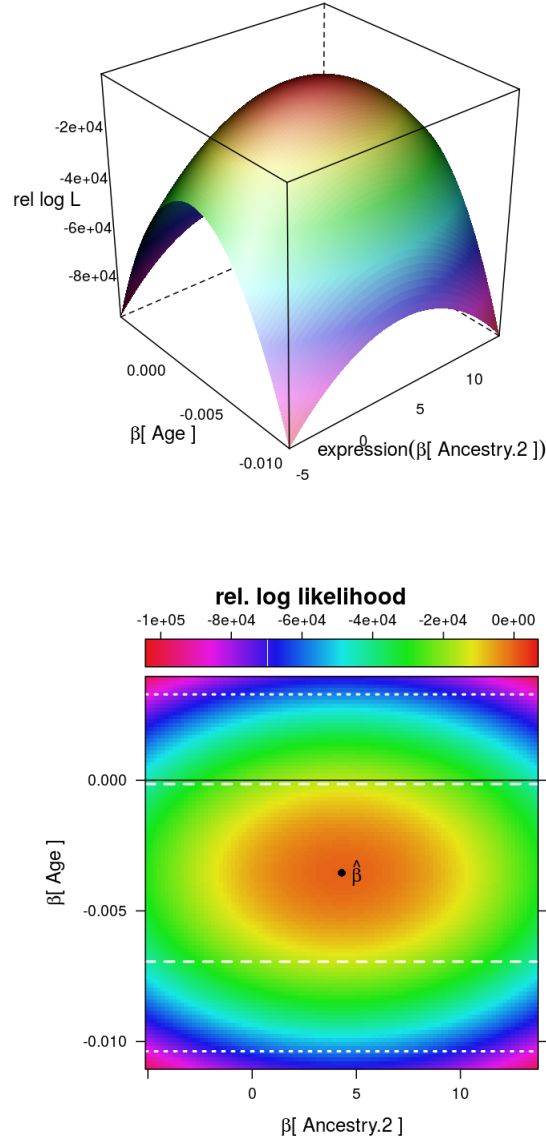 -2e+04
-4e+04
rel log L
-6e+04
-8e+04
0.000
10
-0.005
5
β[ Age ]
0
expression(β[ Ancestry.2 ])
-0.010
-5
rel. log likelihood
-1e+05 -8e+04 -6e+04 -4e+04 -2e+04 0e+00
0.000
β[ Age ]
β̂
-0.005
-0.010
0 5 10
β[ Ancestry.2 ]